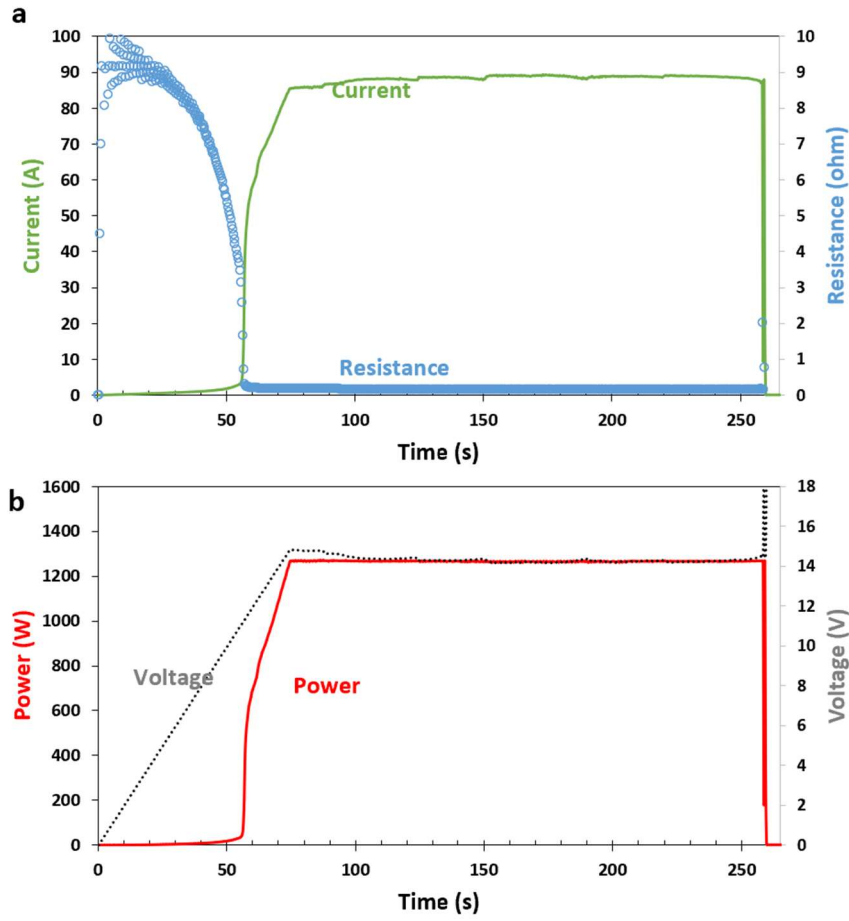 a
100
90
80
70
60
50
40
30
20
10
0
Current (A)
Current
Resistance
10
9
8
7
6
5
4
3
2
1
0
Resistance (ohm)
0 50 100 150 200 250
Time (s)
b
1600
1400
1200
1000
800
600
400
200
0
Power (W)
Voltage
Power
18
16
14
12
10
8
6
4
2
0
Voltage (V)
0 50 100 150 200 250
Time (s)